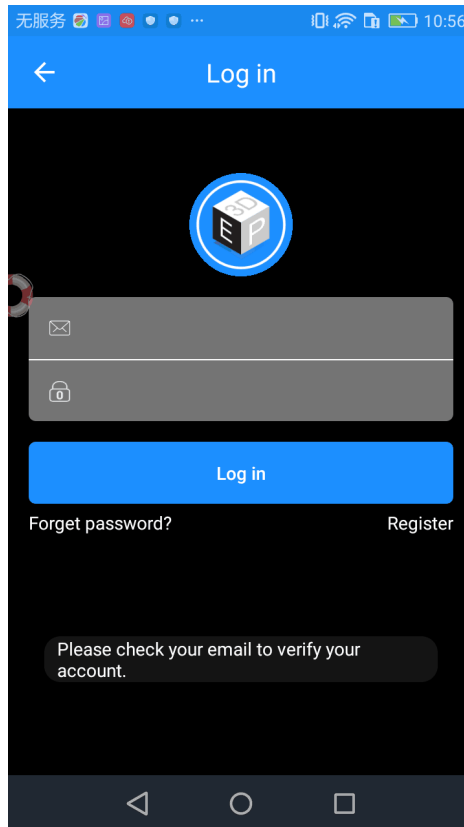 无服务 10:56
Log in
3D
E P
0
Log in
Forget password? Register
Please check your email to verify your
account.